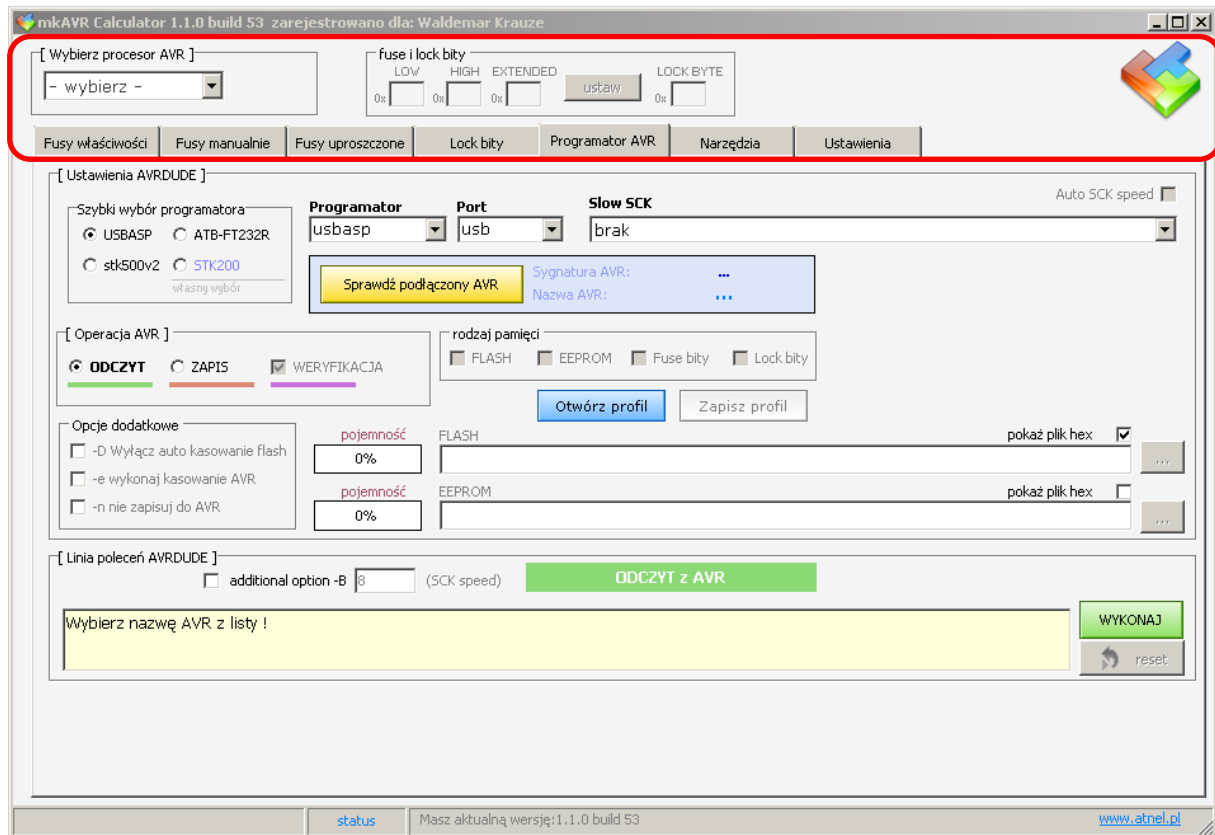 mkAVR Calculator 1.1.0 build 53 zarejestrowano dla: Waldemar Krauze
[ Wybierz procesor AVR ]
- wybierz -
fuse i lock bity
LOW HIGH EXTENDED LOCK BYTE
0x 0x 0x ustaw 0x
Fusy właściwości Fusy manualnie Fusy uproszczone Lock bity Programator AVR Narzędzia Ustawienia
[ Ustawienia AVRDUDE ]
Auto SCK speed
Szybki wybór programatora
USBASP ATB-FT232R
stk500v2 STK200
własny wybór
Programator Port Slow SCK
usbasp usb brak
Sprawdź podłączony AVR
Sygnatura AVR: ...
Nazwa AVR: ...
[ Operacja AVR ]
ODCZYT ZAPIS WERYFIKACJA
rodzaj pamięci
FLASH EEPROM Fuse bity Lock bity
Otwórz profil Zapisz profil
Opcje dodatkowe
-D Wyłącz auto kasowanie flash
-e wykonaj kasowanie AVR
-n nie zapisuj do AVR
pojemność FLASH pokaż plik hex
0% ...
pojemność EEPROM pokaż plik hex
0% ...
[ Linia poleceń AVRDUDE ]
additional option -B 8 (SCK speed) ODCZYT z AVR
Wybierz nazwę AVR z listy !
WYKONAJ
reset
status Masz aktualną wersję:1.1.0 build 53 www.atnel.pl